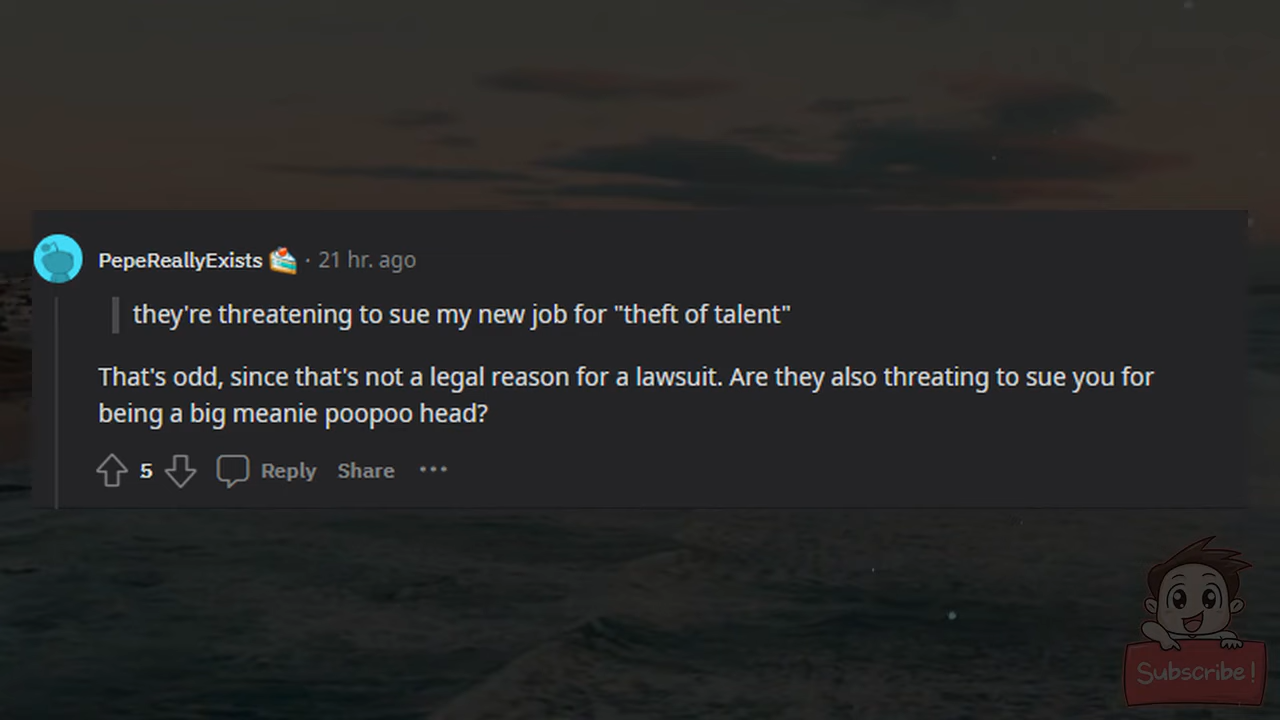 PepeReallyExists · 21 hr. ago
they're threatening to sue my new job for "theft of talent"
That's odd, since that's not a legal reason for a lawsuit. Are they also threating to sue you for
being a big meanie poopoo head?
5 Reply Share ···
Subscribe!